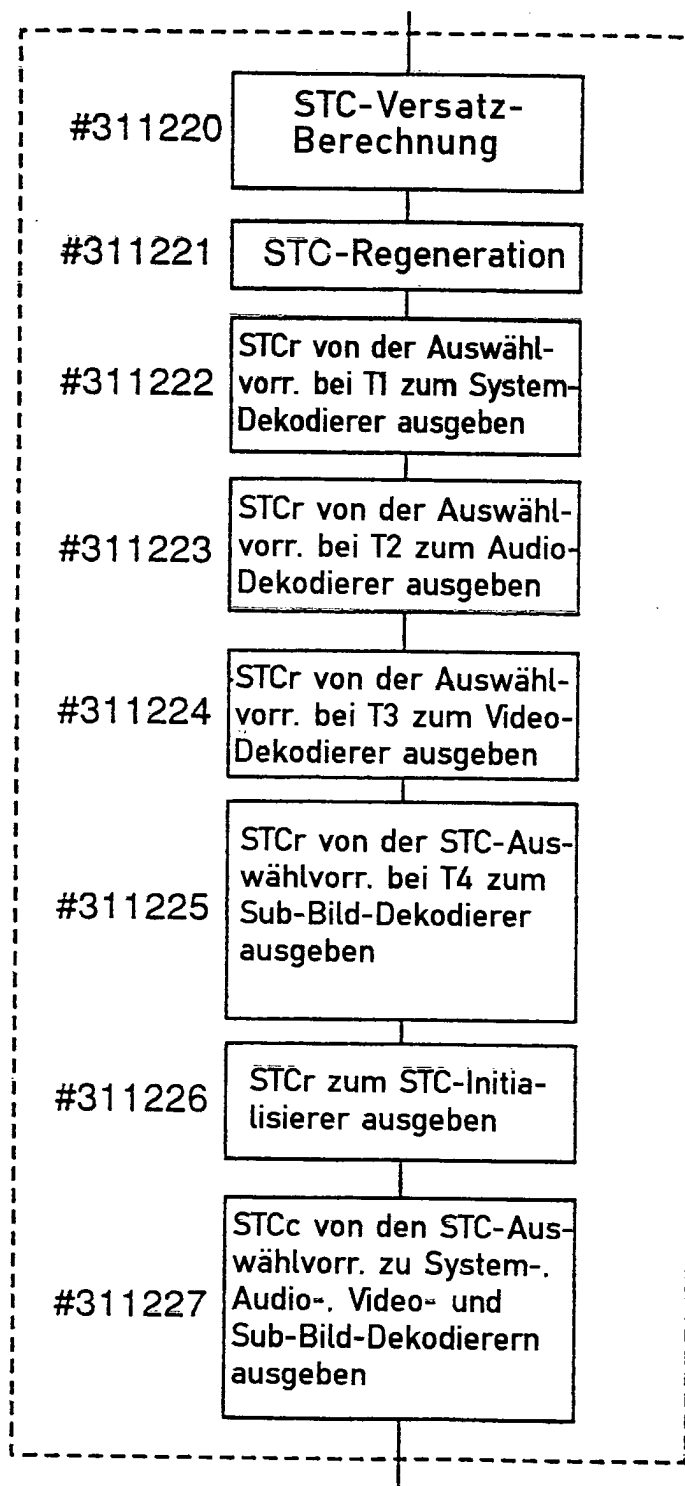 #311220
STC-Versatz-
Berechnung
#311221
STC-Regeneration
#311222
STCr von der Auswähl-
vorr. bei T1 zum System-
Dekodierer ausgeben
#311223
STCr von der Auswähl-
vorr. bei T2 zum Audio-
Dekodierer ausgeben
#311224
STCr von der Auswähl-
vorr. bei T3 zum Video-
Dekodierer ausgeben
#311225
STCr von der STC-Aus-
wählvorr. bei T4 zum
Sub-Bild-Dekodierer
ausgeben
#311226
STCr zum STC-Initia-
lisierer ausgeben
#311227
STCc von den STC-Aus-
wählvorr. zu System-.
Audio-. Video- und
Sub-Bild-Dekodierern
ausgeben